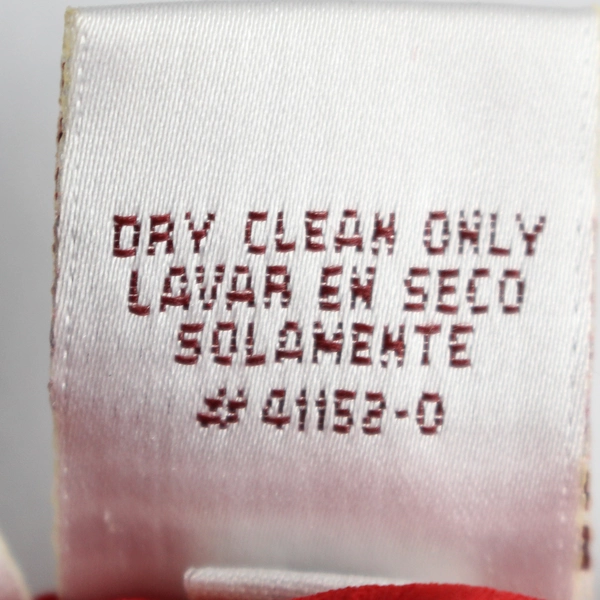 DRY CLEAN ONLY
LAVAR EN SECO
SOLAMENTE
# 41152-0